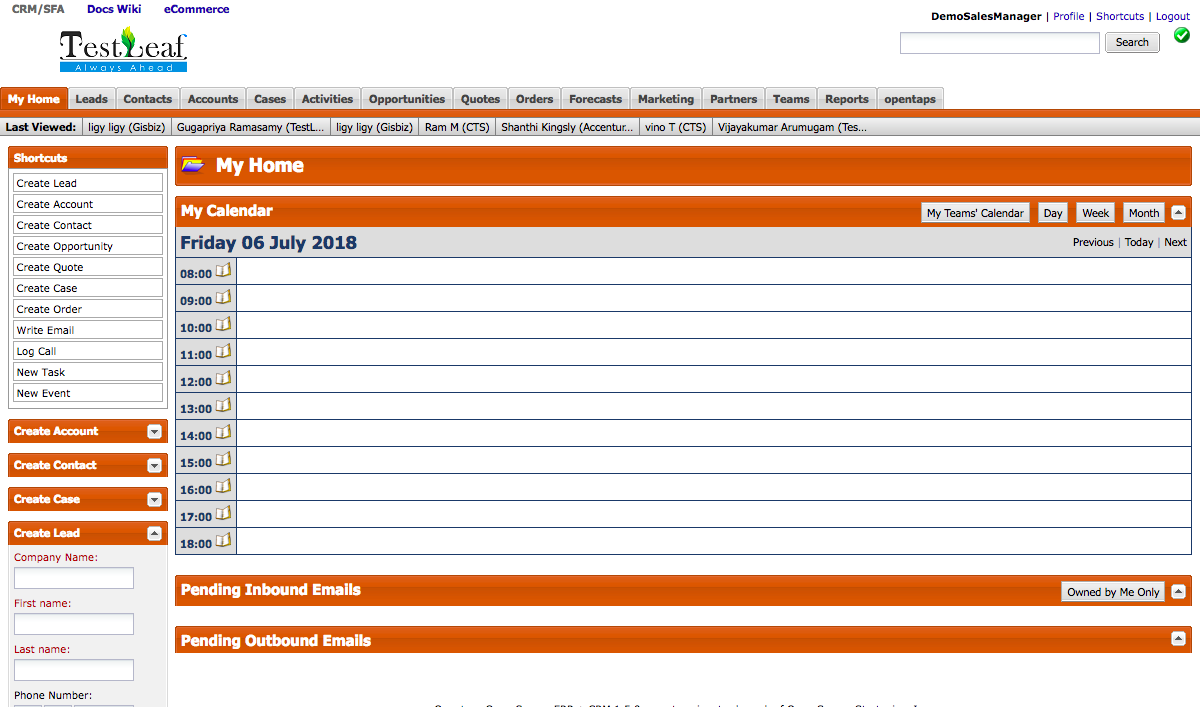 CRM/SFA Docs Wiki eCommerce
DemoSalesManager | Profile | Shortcuts | Logout
TestLeaf
Always Ahead
Search
My Home Leads Contacts Accounts Cases Activities Opportunities Quotes Orders Forecasts Marketing Partners Teams Reports opentaps
Last Viewed: ligy ligy (Gisbiz) Gugapriya Ramasamy (TestL... ligy ligy (Gisbiz) Ram M (CTS) Shanthi Kingsly (Accentur... vino T (CTS) Vijayakumar Arumugam (Tes...
Shortcuts
Create Lead
Create Account
Create Contact
Create Opportunity
Create Quote
Create Case
Create Order
Write Email
Log Call
New Task
New Event
Create Account
Create Contact
Create Case
Create Lead
Company Name:
First name:
Last name:
Phone Number:
My Home
My Calendar My Teams' Calendar Day Week Month
Friday 06 July 2018 Previous | Today | Next
08:00
09:00
10:00
11:00
12:00
13:00
14:00
15:00
16:00
17:00
18:00
Pending Inbound Emails Owned by Me Only
Pending Outbound Emails